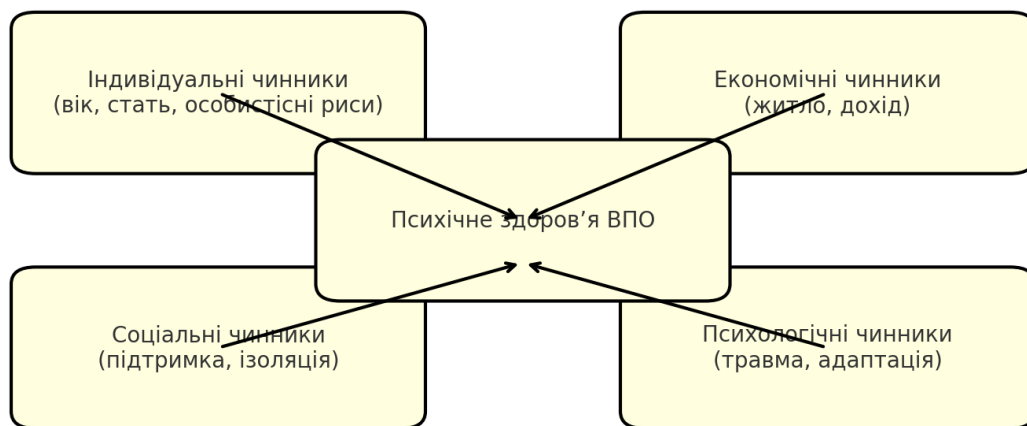 Індивідуальні чинники
(вік, стать, особистісні риси)
Економічні чинники
(житло, дохід)
Психічне здоров’я ВПО
Соціальні чинники
(підтримка, ізоляція)
Психологічні чинники
(травма, адаптація)